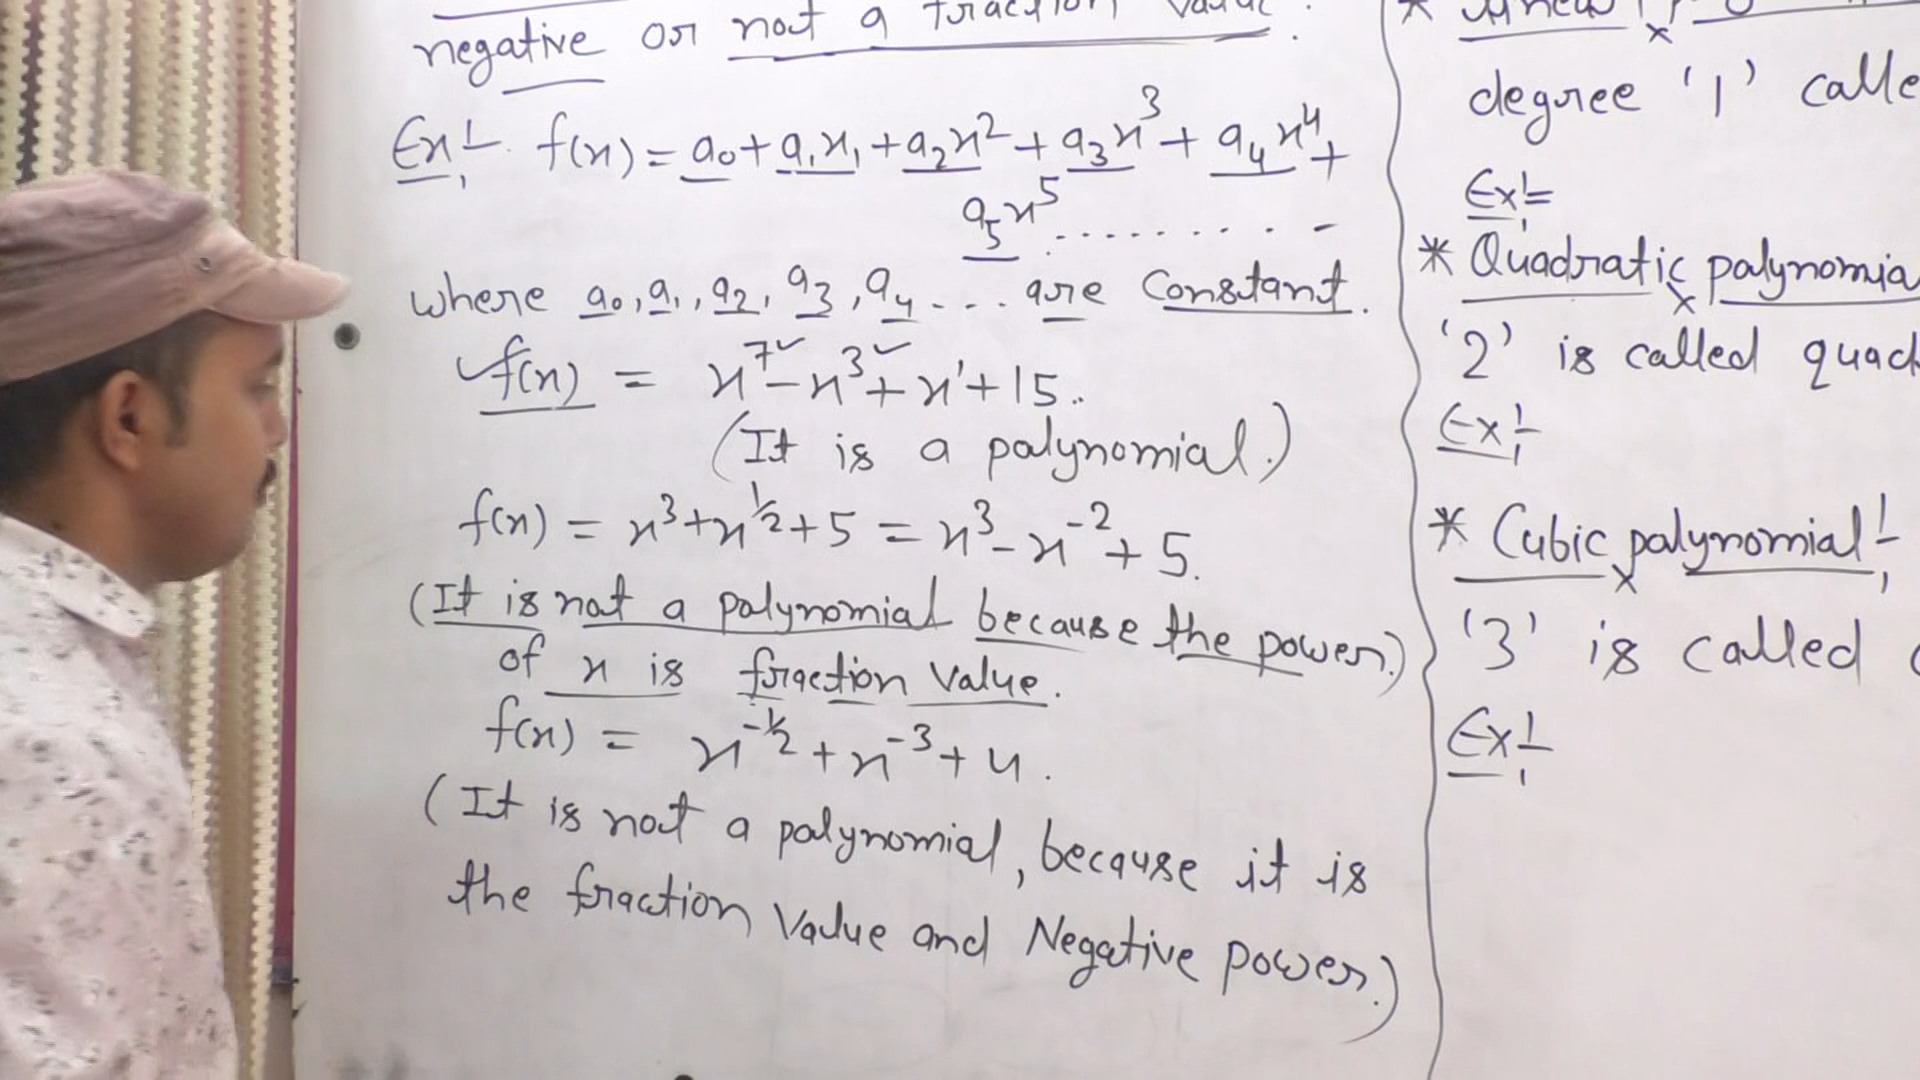 negative or not a fraction value.
Ex:- f(x) = a₀ + a₁x₁ + a₂x² + a₃x³ + a₄x⁴ +
a₅x⁵ .......... -
where a₀, a₁, a₂, a₃, a₄ - - - are Constant.
f(x) = x⁷ - x³ + x¹ + 15.
(It is a polynomial.)
f(x) = x³ + x^½ + 5 = x³ - x⁻² + 5.
(It is not a polynomial because the power.)
of x is fraction value.
f(x) = x^-½ + x⁻³ + 4.
(It is not a polynomial, because it is
the fraction Value and Negative power.)
degree '1' calle
Ex:=
* Quadratic polynomia
'2' is called quad
Ex:-
* Cubic polynomial:-
'3' is called
Ex:-